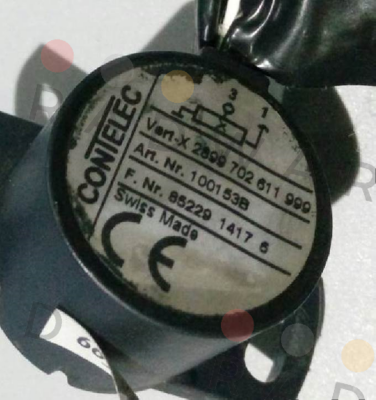 CONTELEC
3
1
Vert-X 2899 702 611 999
Art. Nr. 100153B
F. Nr. 85229 1417 6
Swiss Made
CE